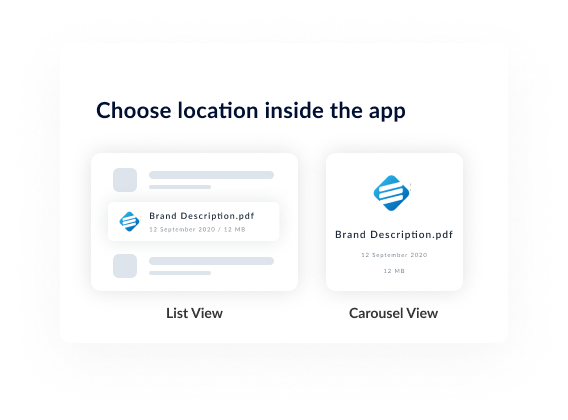 Choose location inside the app
Brand Description.pdf
12 September 2020 / 12 MB
List View
Brand Description.pdf
12 September 2020
12 MB
Carousel View